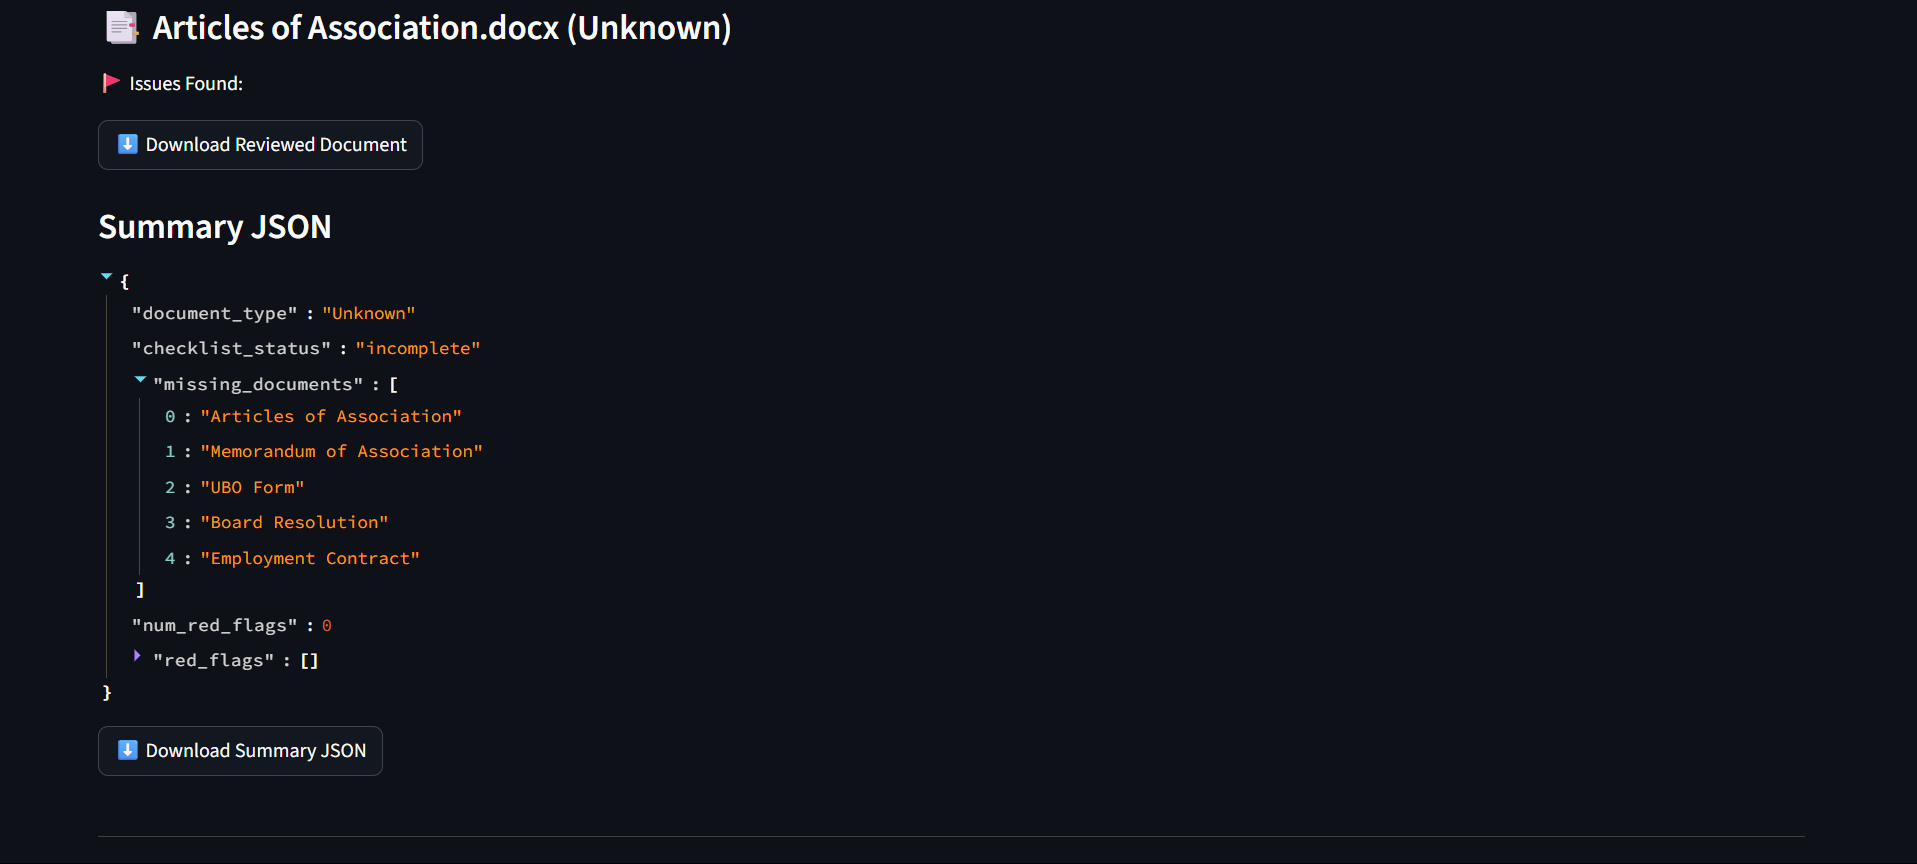 Articles of Association.docx (Unknown)
Issues Found:
Download Reviewed Document
Summary JSON
{
"document_type" : "Unknown"
"checklist_status" : "incomplete"
"missing_documents" : [
0 : "Articles of Association"
1 : "Memorandum of Association"
2 : "UBO Form"
3 : "Board Resolution"
4 : "Employment Contract"
]
"num_red_flags" : 0
"red_flags" : []
}
Download Summary JSON